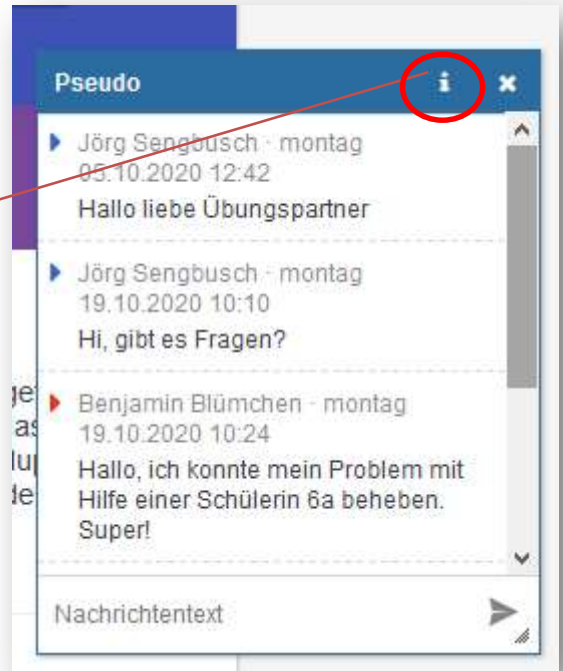 Pseudo
Jörg Sengbusch · montag
05.10.2020 12:42
Hallo liebe Übungspartner
Jörg Sengbusch · montag
19.10.2020 10:10
Hi, gibt es Fragen?
Benjamin Blümchen · montag
19.10.2020 10:24
Hallo, ich konnte mein Problem mit
Hilfe einer Schülerin 6a beheben.
Super!
Nachrichtentext